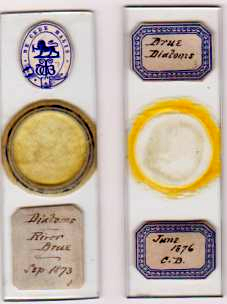 Diatoms
River
Brue
Sep 1873
Brue
Diatoms
June
1876
C.D.